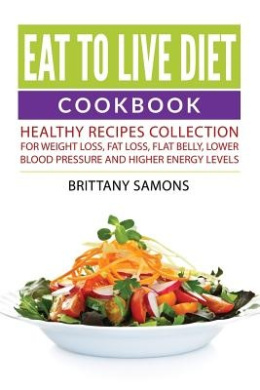 EAT TO LIVE DIET
COOKBOOK
HEALTHY RECIPES COLLECTION
FOR WEIGHT LOSS, FAT LOSS, FLAT BELLY, LOWER
BLOOD PRESSURE AND HIGHER ENERGY LEVELS
BRITTANY SAMONS